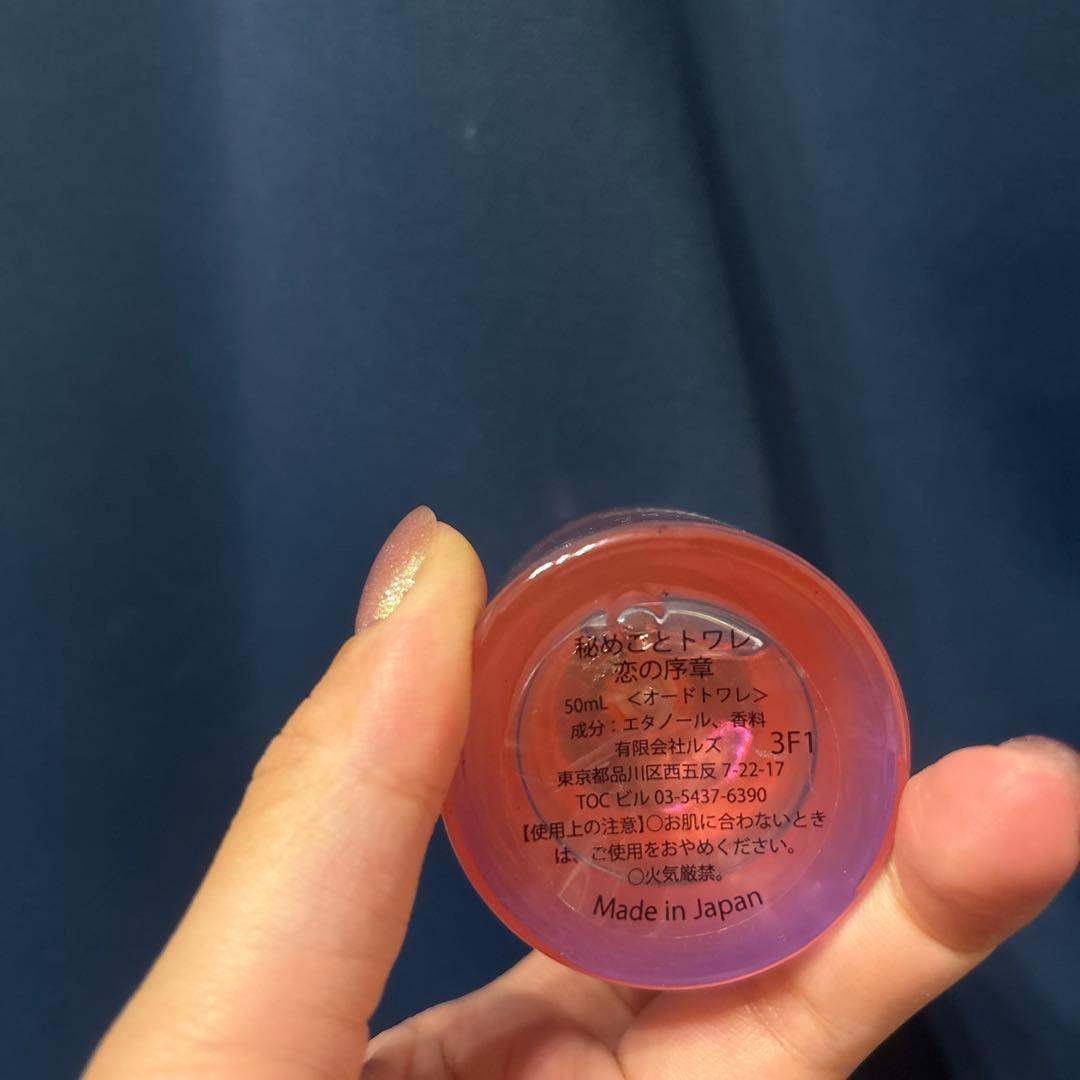 秘めごとトワレ
恋の序章
50mL <オードトワレ>
成分：エタノール、香料
有限会社ルズ 3F1
東京都品川区西五反 7-22-17
TOC ビル 03-5437-6390
【使用上の注意】○お肌に合わないとき
は、ご使用をおやめください。
○火気厳禁。
Made in Japan